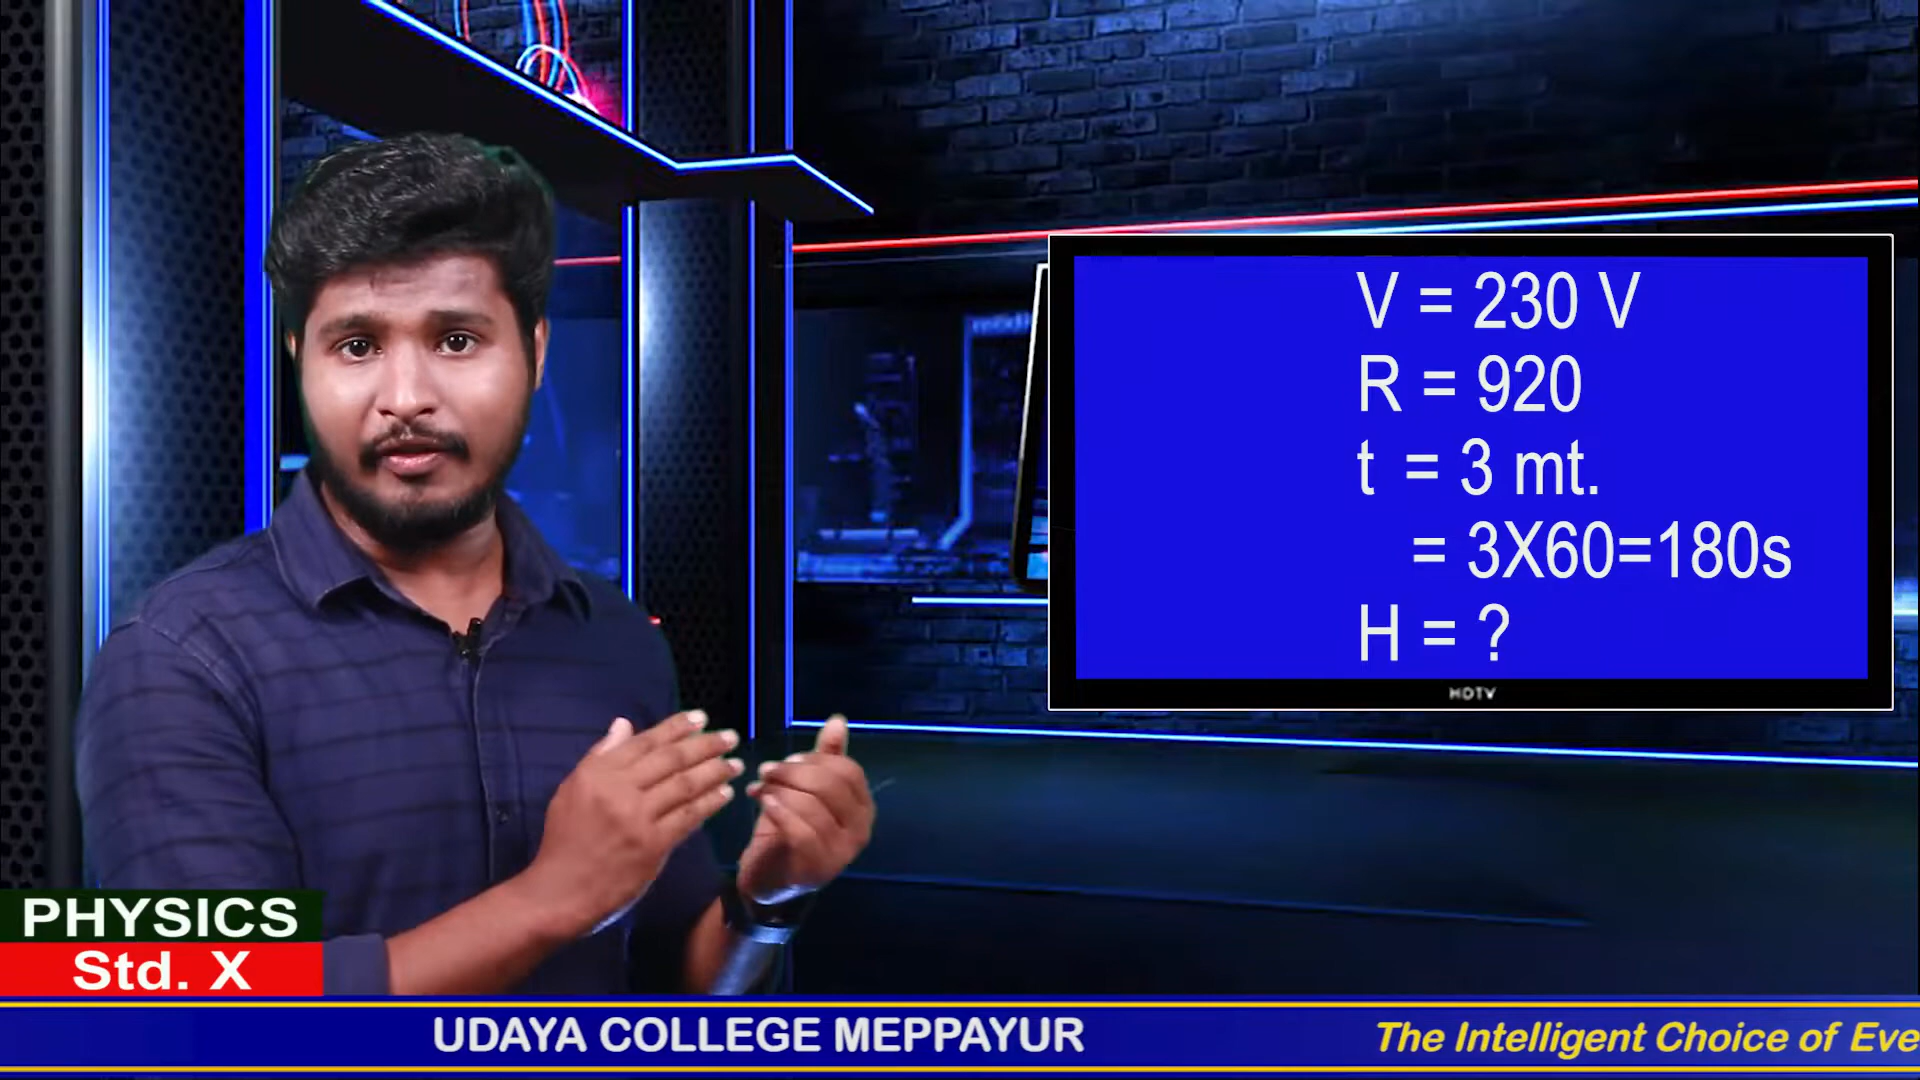 V = 230 V
R = 920
t = 3 mt.
= 3X60=180s
H = ?
HDTV
PHYSICS
Std. X
UDAYA COLLEGE MEPPAYUR
The Intelligent Choice of Eve